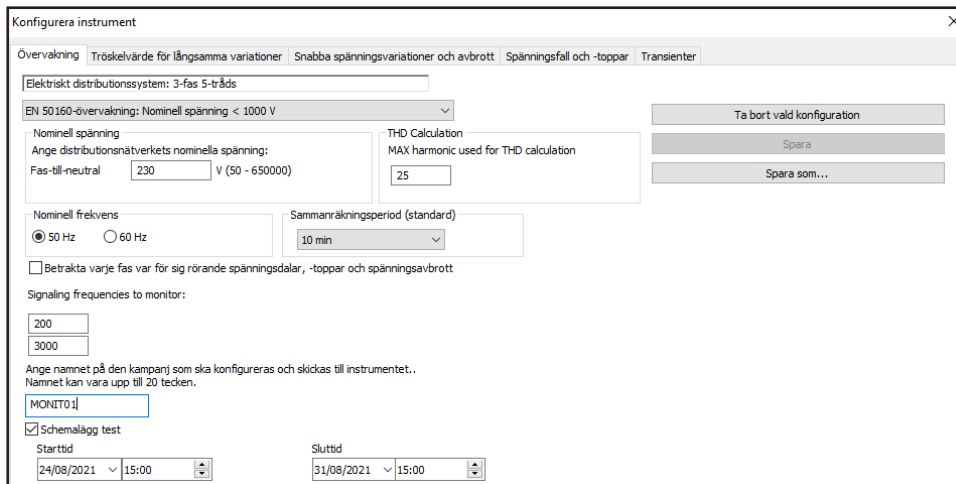 Konfigurera instrument
Övervakning Tröskelvärde för långsamma variationer Snabba spänningsvariationer och avbrott Spänningsfall och -toppar Transienter
Elektriskt distributionssystem: 3-fas 5-tråds
EN 50160-övervakning: Nominell spänning < 1000 V
Ta bort vald konfiguration
Spara
Spara som...
Nominell spänning
Ange distributionsnätverkets nominella spänning:
Fas-till-neutral 230 V (50 - 650000)
THD Calculation
MAX harmonic used for THD calculation
25
Nominell frekvens
50 Hz 60 Hz
Sammanräkningsperiod (standard)
10 min
Betrakta varje fas var för sig rörande spänningsdalar, -toppar och spänningsavbrott
Signaling frequencies to monitor:
200
3000
Ange namnet på den kampanj som ska konfigureras och skickas till instrumentet..
Namnet kan vara upp till 20 tecken.
MONIT01
Schemalägg test
Starttid Sluttid
24/08/2021 15:00 31/08/2021 15:00